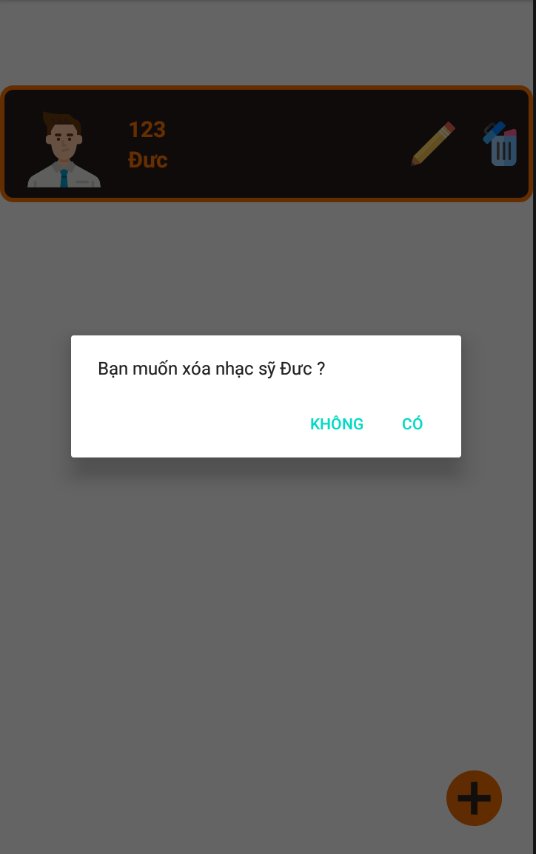 123
Đưc
Bạn muốn xóa nhạc sỹ Đưc ?
KHÔNG CÓ